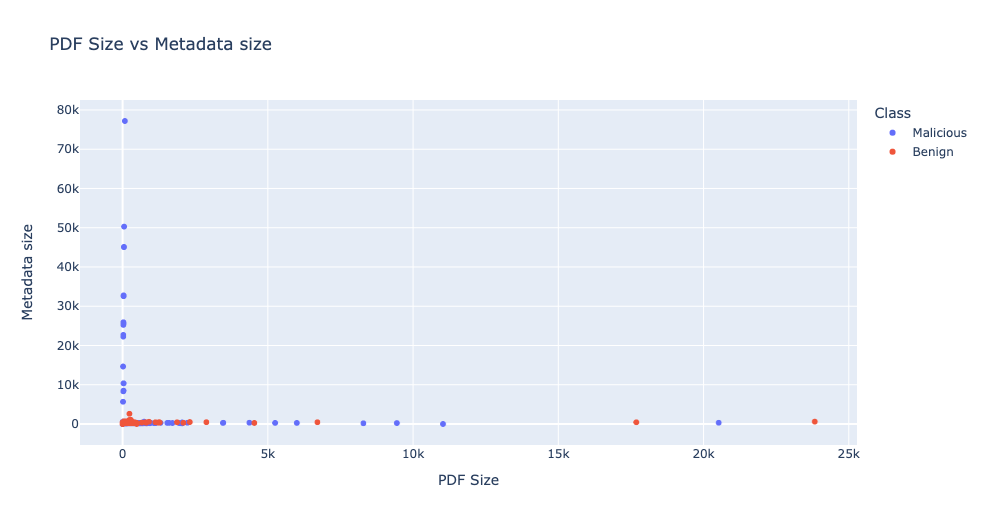 PDF Size vs Metadata size
Class
Malicious
Benign
Metadata size
80k
70k
60k
50k
40k
30k
20k
10k
0
0
5k
10k
15k
20k
25k
PDF Size